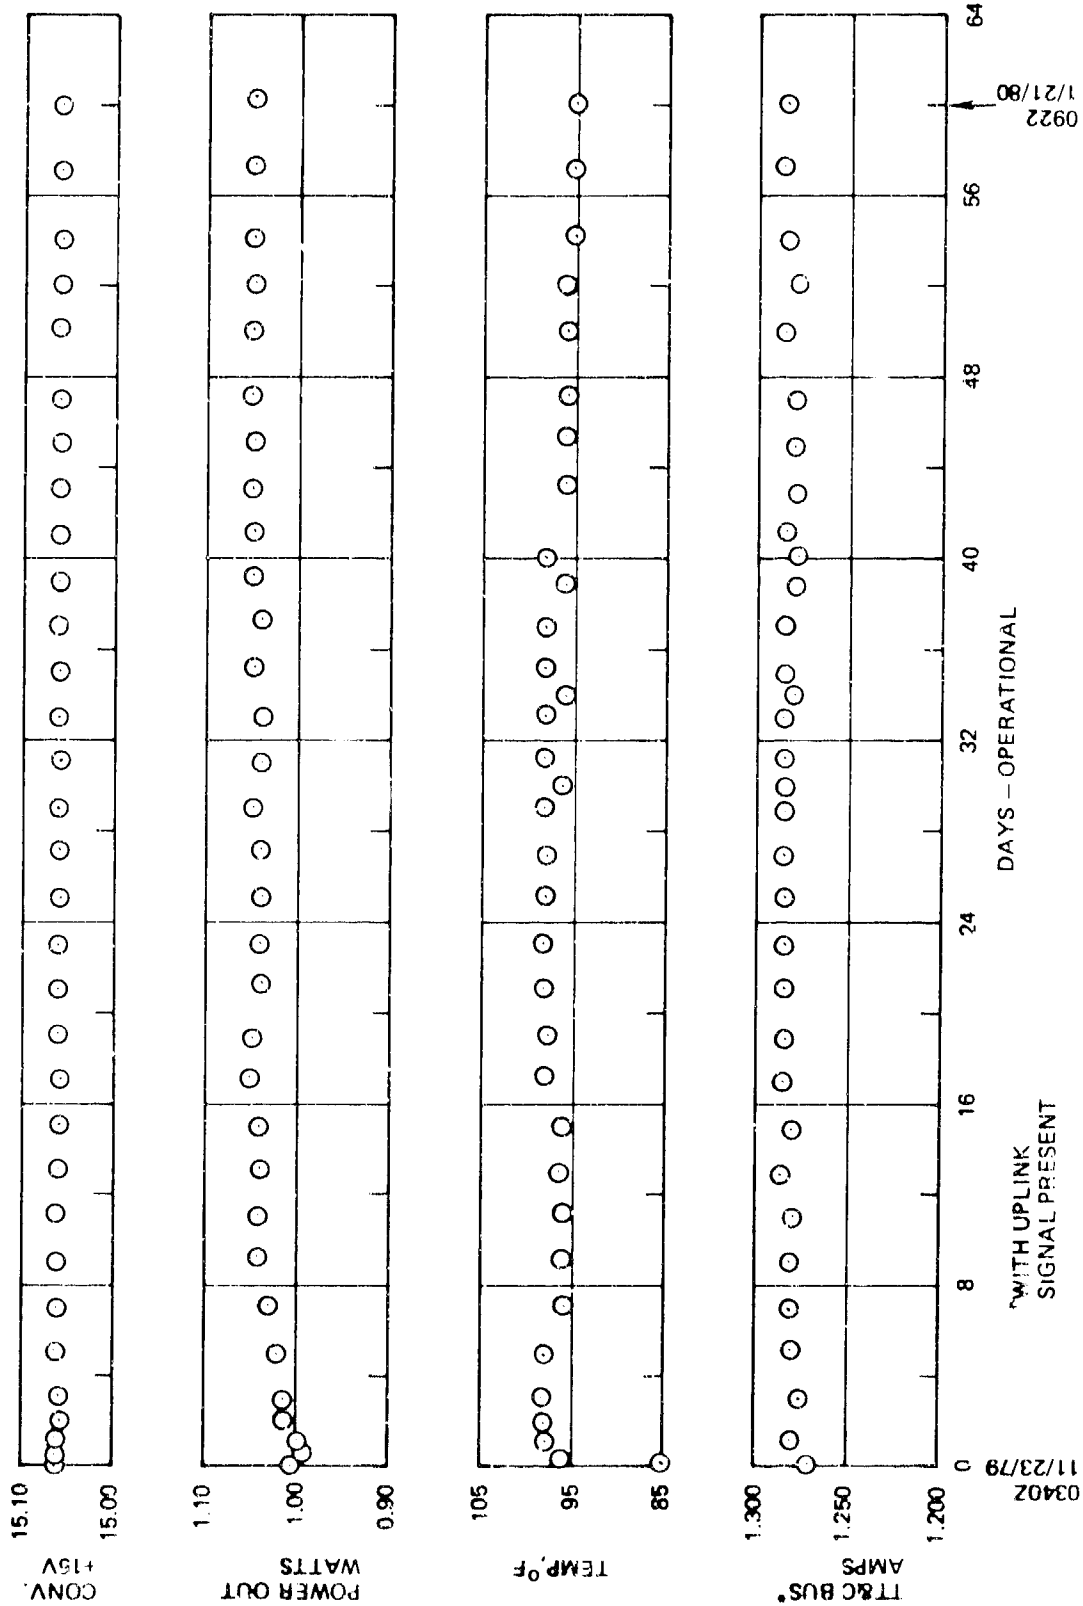 CONV.
+15V
15.10
15.00
POWER OUT
WATTS
1.10
1.00
0.90
TEMP, °F
105
95
85
TT&C BUS*
AMPS
1.300
1.250
1.200
0 8 16 24 32 40 48 56 64
0340Z
11/23/79
0922
1/21/80
DAYS – OPERATIONAL
*WITH UPLINK
SIGNAL PRESENT